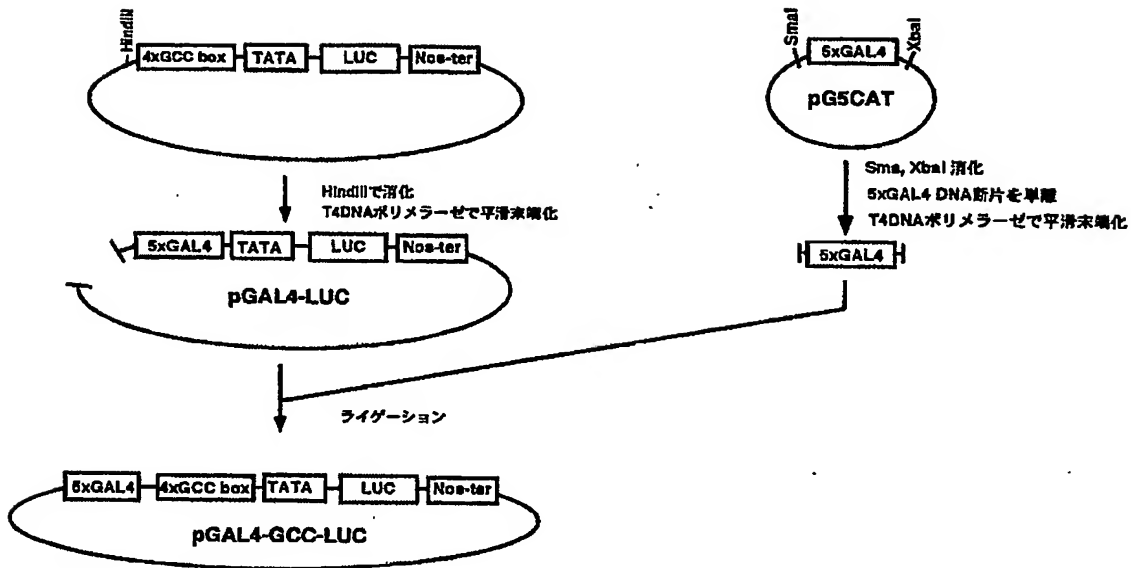 HindIII
4xGCC box TATA LUC Nos-ter
SmaI
5xGAL4
XbaI
pG5CAT
HindIIIで消化
T4DNAポリメラーゼで平滑末端化
Sma, XbaI 消化
5xGAL4 DNA断片を単離
T4DNAポリメラーゼで平滑末端化
5xGAL4 TATA LUC Nos-ter
pGAL4-LUC
5xGAL4
ライゲーション
5xGAL4 4xGCC box TATA LUC Nos-ter
pGAL4-GCC-LUC